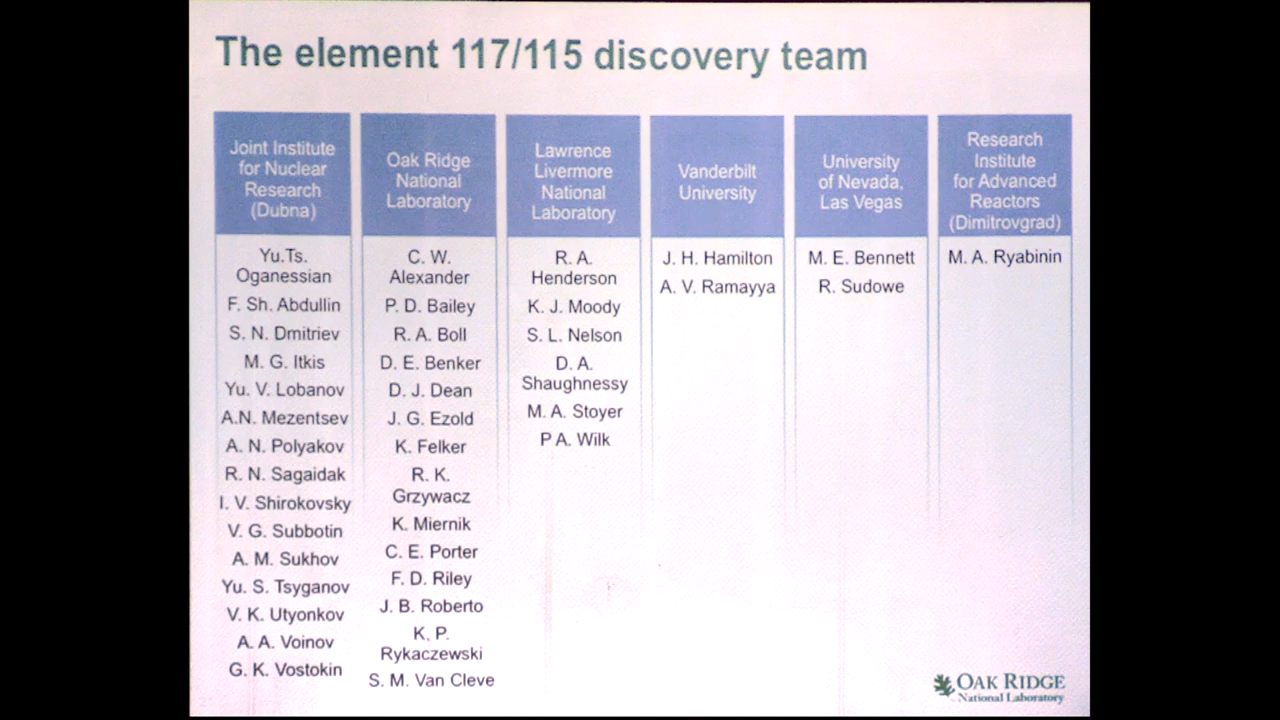 The element 117/115 discovery team
Joint Institute
for Nuclear
Research
(Dubna)
Yu.Ts.
Oganessian
F. Sh. Abdullin
S. N. Dmitriev
M. G. Itkis
Yu. V. Lobanov
A.N. Mezentsev
A. N. Polyakov
R. N. Sagaidak
I. V. Shirokovsky
V. G. Subbotin
A. M. Sukhov
Yu. S. Tsyganov
V. K. Utyonkov
A. A. Voinov
G. K. Vostokin
Oak Ridge
National
Laboratory
C. W.
Alexander
P. D. Bailey
R. A. Boll
D. E. Benker
D. J. Dean
J. G. Ezold
K. Felker
R. K.
Grzywacz
K. Miernik
C. E. Porter
F. D. Riley
J. B. Roberto
K. P.
Rykaczewski
S. M. Van Cleve
Lawrence
Livermore
National
Laboratory
R. A.
Henderson
K. J. Moody
S. L. Nelson
D. A.
Shaughnessy
M. A. Stoyer
P A. Wilk
Vanderbilt
University
J. H. Hamilton
A. V. Ramayya
University
of Nevada,
Las Vegas
M. E. Bennett
R. Sudowe
Research
Institute
for Advanced
Reactors
(Dimitrovgrad)
M. A. Ryabinin
OAK RIDGE
National Laboratory